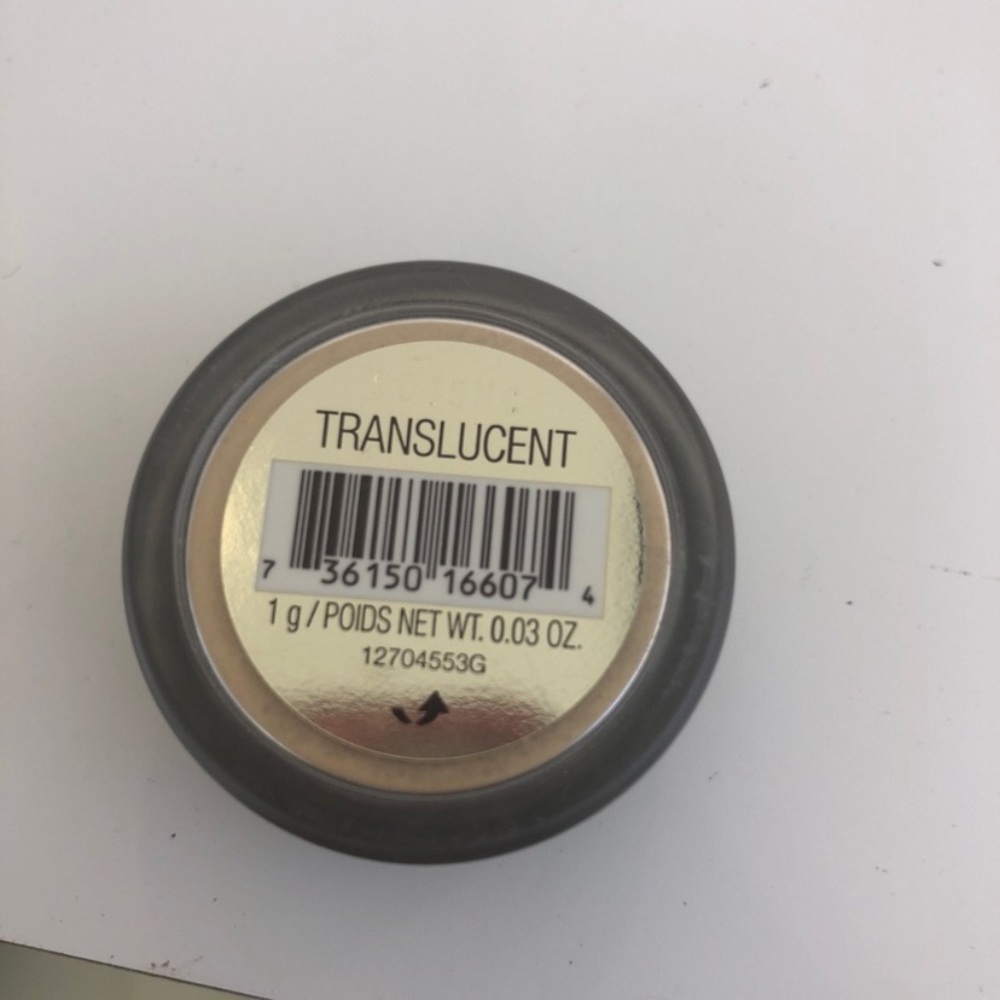 TRANSLUCENT
7 36150 16607 4
1 g / POIDS NET WT. 0.03 OZ.
12704553G